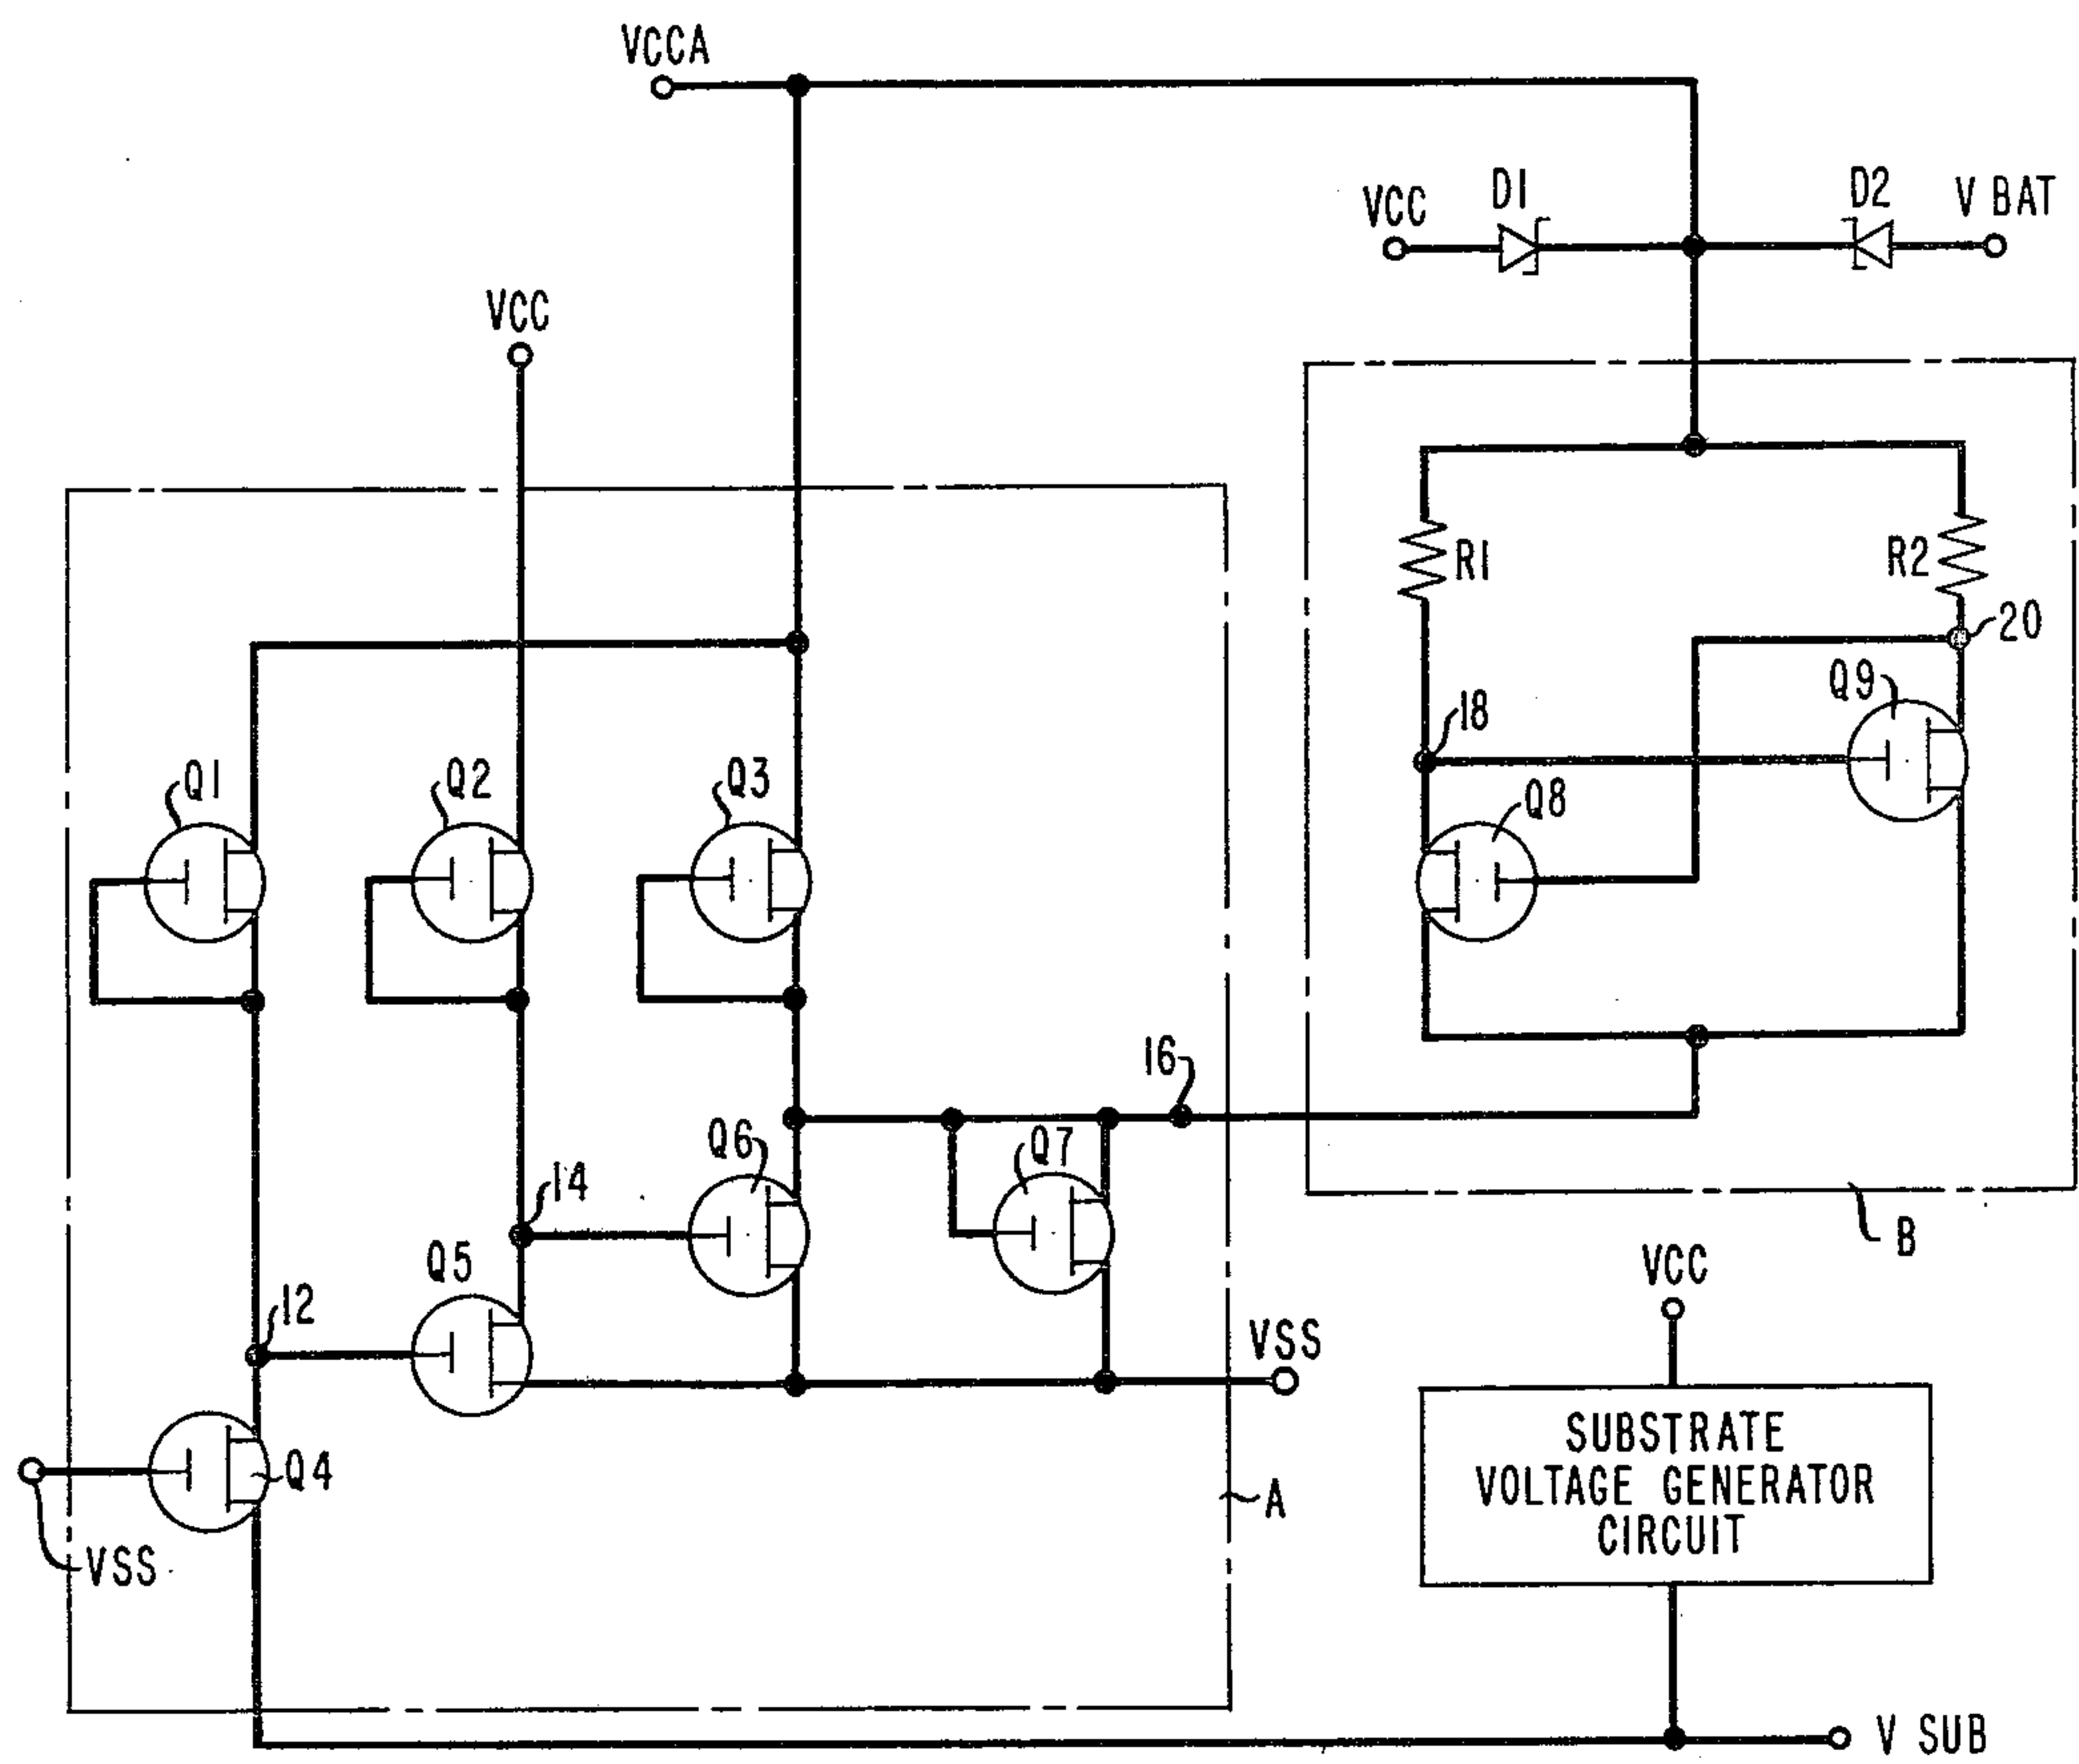 VCCA
VCC
D1
D2
V BAT
VCC
R1
R2
20
Q9
18
Q8
Q1
Q2
Q3
16
Q6
Q7
14
Q5
12
B
VCC
VSS
SUBSTRATE
VOLTAGE GENERATOR
CIRCUIT
Q4
A
VSS
V SUB